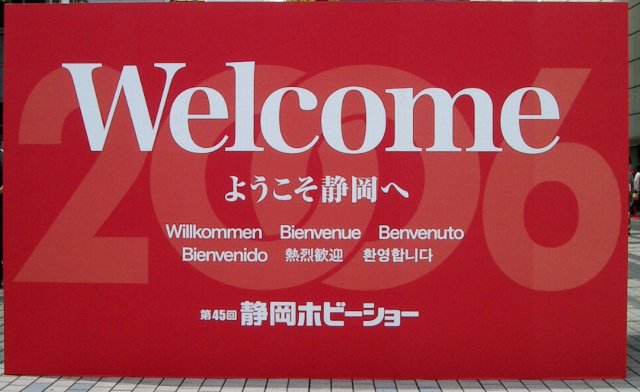 2006
Welcome
ようこそ静岡へ
Willkommen Bienvenue Benvenuto
Bienvenido 熱烈歓迎 환영합니다
第45回 静岡ホビーショー